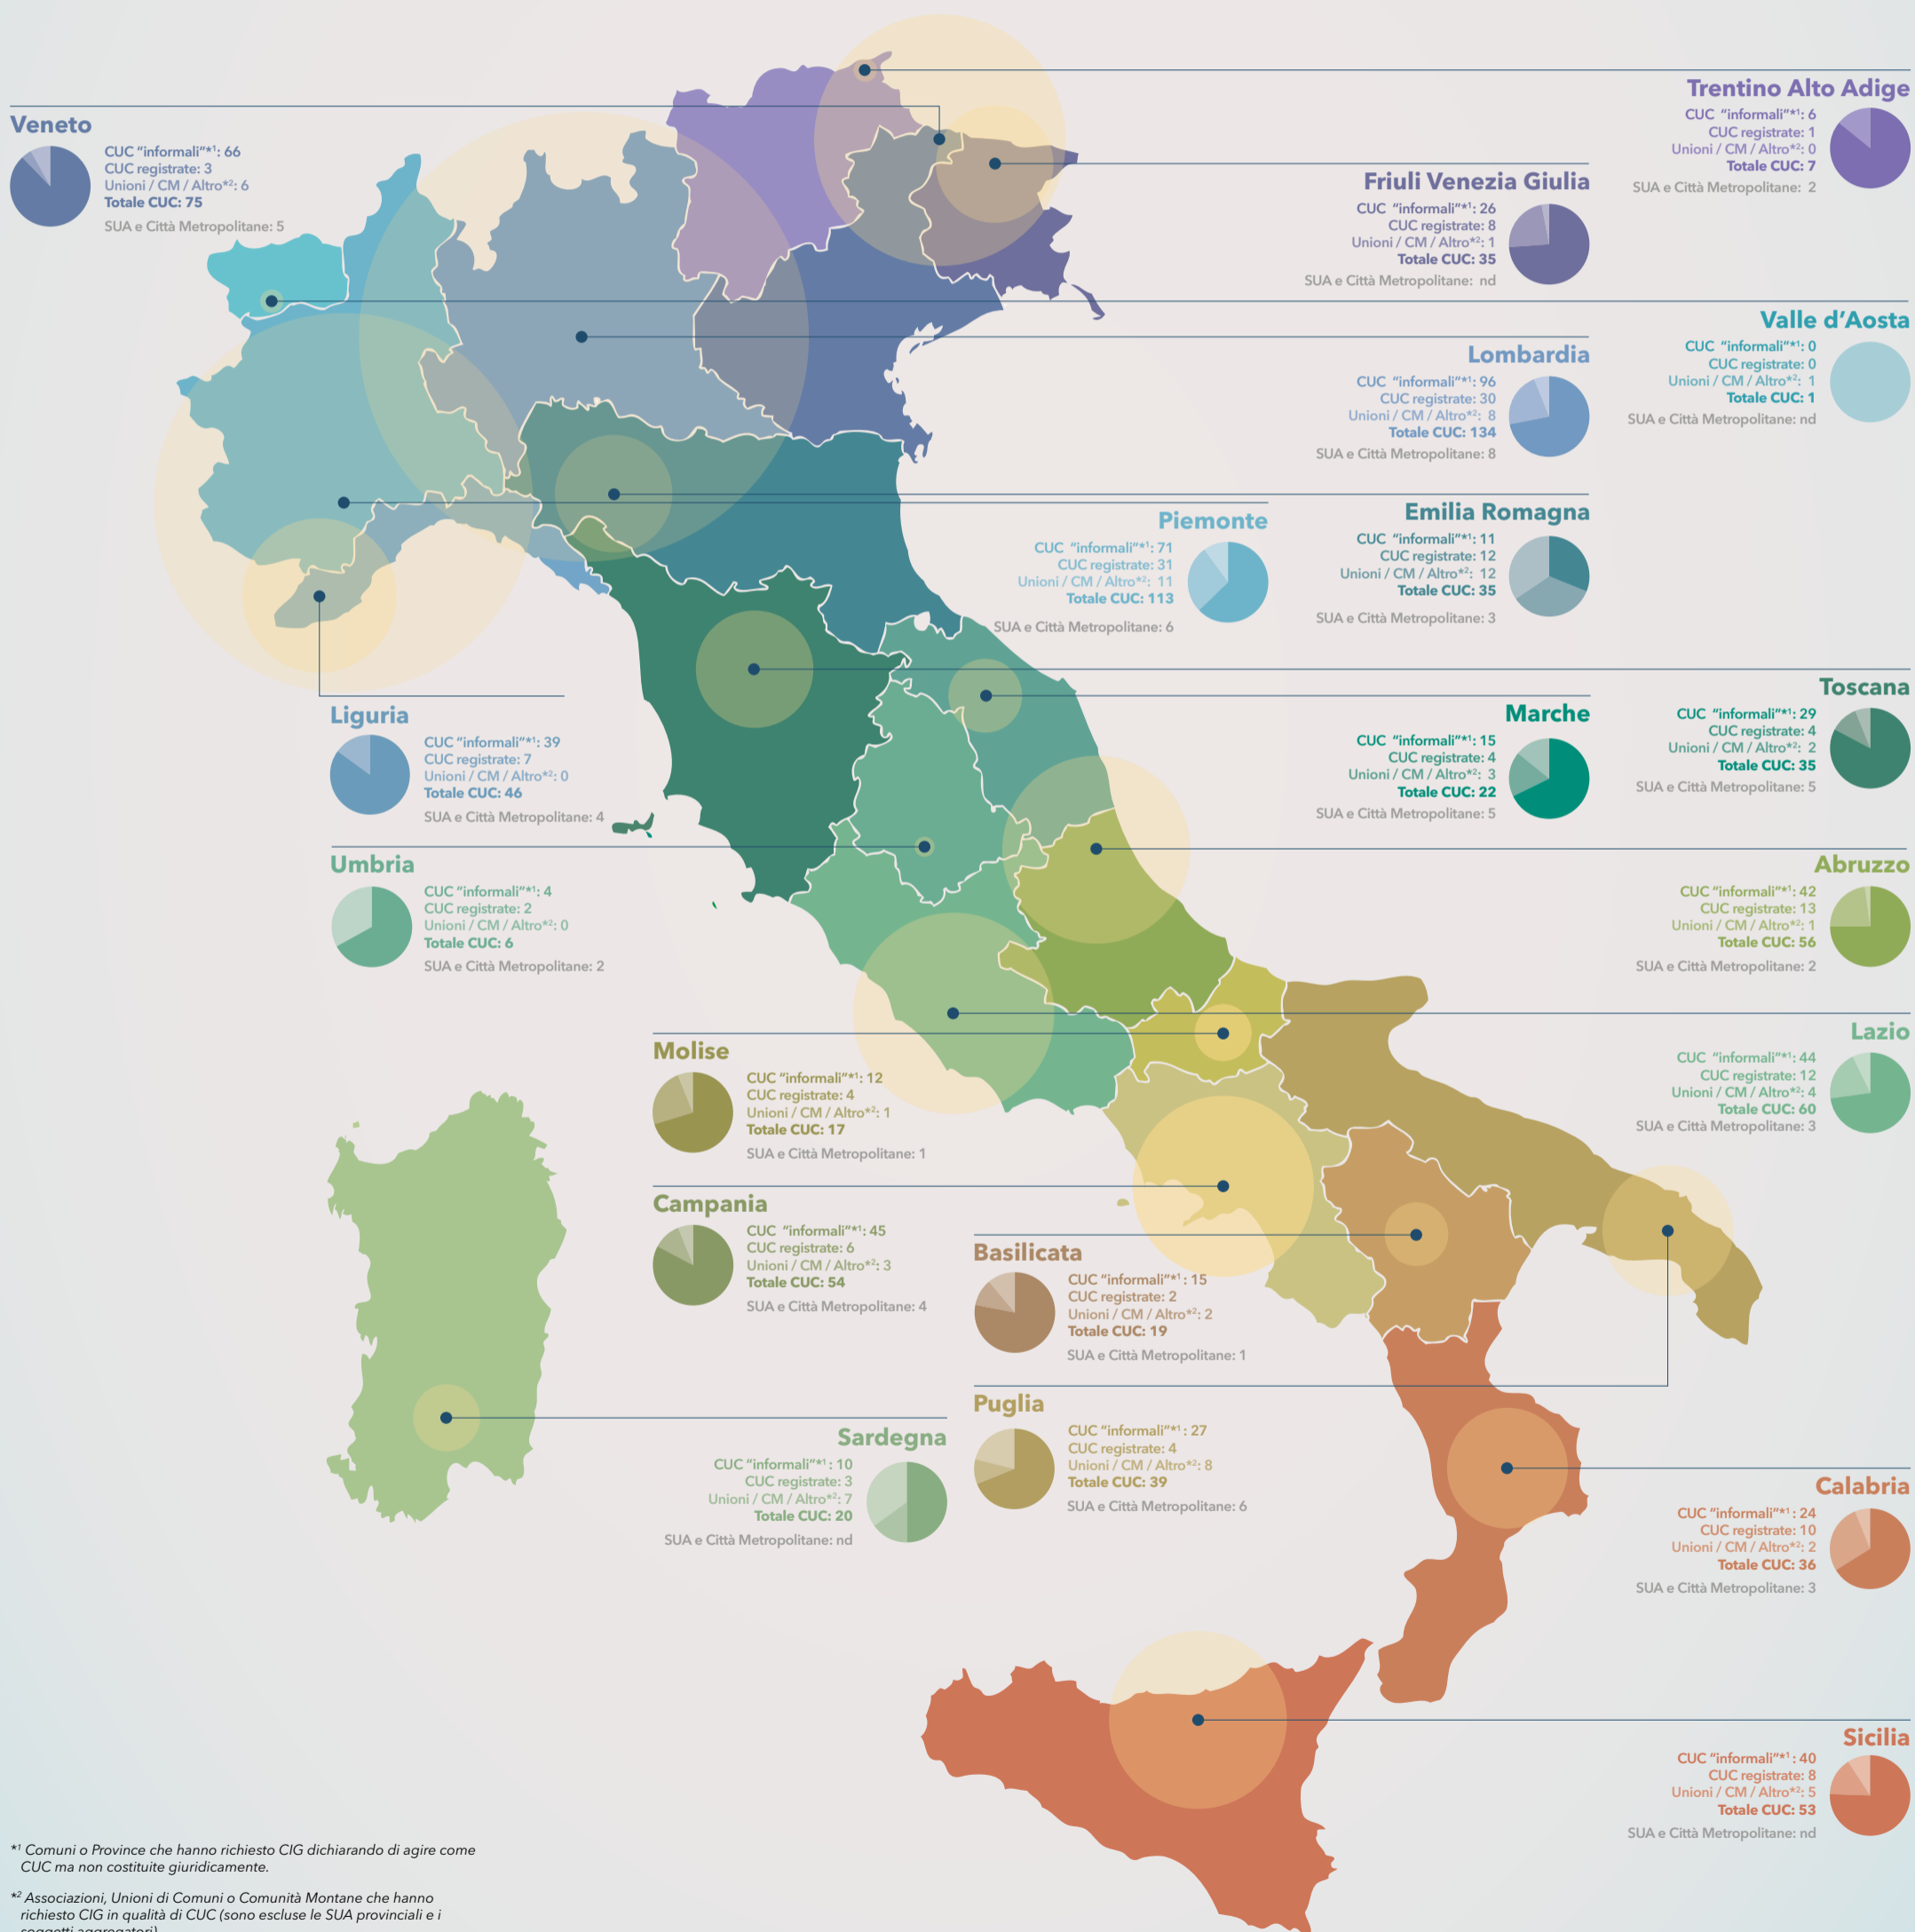 Trentino Alto Adige
CUC "informali"*¹: 6
CUC registrate: 1
Unioni / CM / Altro*²: 0
Totale CUC: 7
SUA e Città Metropolitane: 2
Veneto
CUC "informali"*¹: 66
CUC registrate: 3
Unioni / CM / Altro*²: 6
Totale CUC: 75
SUA e Città Metropolitane: 5
Friuli Venezia Giulia
CUC "informali"*¹: 26
CUC registrate: 8
Unioni / CM / Altro*²: 1
Totale CUC: 35
SUA e Città Metropolitane: nd
Valle d'Aosta
CUC "informali"*¹: 0
CUC registrate: 0
Unioni / CM / Altro*²: 1
Totale CUC: 1
SUA e Città Metropolitane: nd
Lombardia
CUC "informali"*¹: 96
CUC registrate: 30
Unioni / CM / Altro*²: 8
Totale CUC: 134
SUA e Città Metropolitane: 8
Emilia Romagna
CUC "informali"*¹: 11
CUC registrate: 12
Unioni / CM / Altro*²: 12
Totale CUC: 35
SUA e Città Metropolitane: 3
Piemonte
CUC "informali"*¹: 71
CUC registrate: 31
Unioni / CM / Altro*²: 11
Totale CUC: 113
SUA e Città Metropolitane: 6
Toscana
CUC "informali"*¹: 29
CUC registrate: 4
Unioni / CM / Altro*²: 2
Totale CUC: 35
SUA e Città Metropolitane: 5
Marche
CUC "informali"*¹: 15
CUC registrate: 4
Unioni / CM / Altro*²: 3
Totale CUC: 22
SUA e Città Metropolitane: 5
Liguria
CUC "informali"*¹: 39
CUC registrate: 7
Unioni / CM / Altro*²: 0
Totale CUC: 46
SUA e Città Metropolitane: 4
Umbria
CUC "informali"*¹: 4
CUC registrate: 2
Unioni / CM / Altro*²: 0
Totale CUC: 6
SUA e Città Metropolitane: 2
Abruzzo
CUC "informali"*¹: 42
CUC registrate: 13
Unioni / CM / Altro*²: 1
Totale CUC: 56
SUA e Città Metropolitane: 2
Lazio
CUC "informali"*¹: 44
CUC registrate: 12
Unioni / CM / Altro*²: 4
Totale CUC: 60
SUA e Città Metropolitane: 3
Molise
CUC "informali"*¹: 12
CUC registrate: 4
Unioni / CM / Altro*²: 1
Totale CUC: 17
SUA e Città Metropolitane: 1
Campania
CUC "informali"*¹: 45
CUC registrate: 6
Unioni / CM / Altro*²: 3
Totale CUC: 54
SUA e Città Metropolitane: 4
Basilicata
CUC "informali"*¹: 15
CUC registrate: 2
Unioni / CM / Altro*²: 2
Totale CUC: 19
SUA e Città Metropolitane: 1
Puglia
CUC "informali"*¹: 27
CUC registrate: 4
Unioni / CM / Altro*²: 8
Totale CUC: 39
SUA e Città Metropolitane: 6
Sardegna
CUC "informali"*¹: 10
CUC registrate: 3
Unioni / CM / Altro*²: 7
Totale CUC: 20
SUA e Città Metropolitane: nd
Calabria
CUC "informali"*¹: 24
CUC registrate: 10
Unioni / CM / Altro*²: 2
Totale CUC: 36
SUA e Città Metropolitane: 3
Sicilia
CUC "informali"*¹: 40
CUC registrate: 8
Unioni / CM / Altro*²: 5
Totale CUC: 53
SUA e Città Metropolitane: nd
*¹ Comuni o Province che hanno richiesto CIG dichiarando di agire come
CUC ma non costituite giuridicamente.
*² Associazioni, Unioni di Comuni o Comunità Montane che hanno
richiesto CIG in qualità di CUC (sono escluse le SUA provinciali e i
soggetti aggregatori)